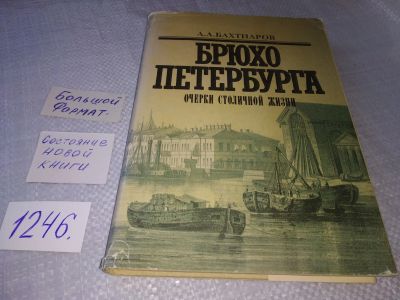 А.А.БАХТИАРОВ
БРЮХО
ПЕТЕРБУРГА
ОЧЕРКИ СТОЛИЧНОЙ ЖИЗНИ
Большой
Формат.
Состояние
новой
книги
1246.